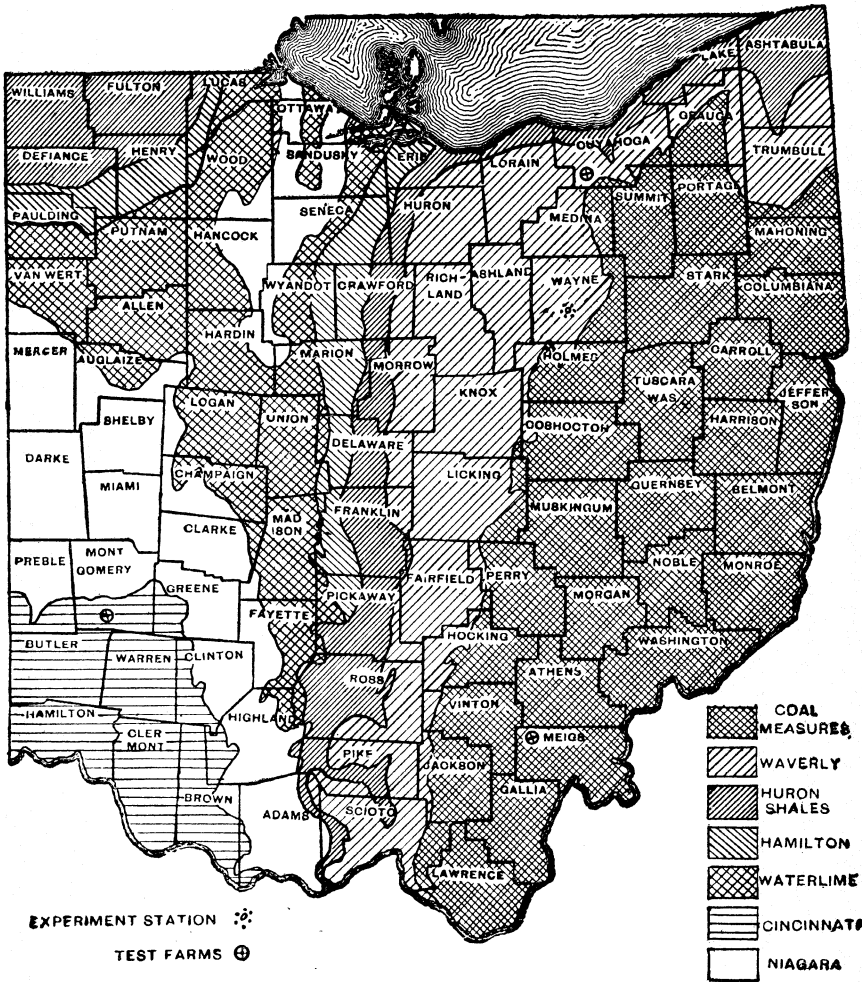 LAKE
ASHTABULA
WILLIAMS
FULTON
LUCAS
OTTAWA
CUYAHOGA
GEAUGA
DEFIANCE
HENRY
WOOD
SANDUSKY
ERIE
LORAIN
TRUMBULL
PAULDING
PUTNAM
HANCOCK
SENECA
HURON
MEDINA
SUMMIT
PORTAGE
MAHONING
VAN WERT
ALLEN
WYANDOT
CRAWFORD
RICH-
LAND
ASHLAND
WAYNE
STARK
COLUMBIANA
MERCER
AUGLAIZE
HARDIN
MARION
MORROW
HOLMES
CARROLL
SHELBY
LOGAN
UNION
DELAWARE
KNOX
COSHOCTOH
TUSCARA
WAS
HARRISON
JEFFER
SON
DARKE
MIAMI
CHAMPAIGN
LICKING
MUSKINGUM
GUERNSEY
BELMONT
CLARKE
MAD
ISON
FRANKLIN
PREBLE
MONT
GOMERY
GREENE
FAYETTE
PICKAWAY
FAIRFIELD
PERRY
MORGAN
NOBLE
MONROE
BUTLER
WARREN
CLINTON
ROSS
HOCKING
ATHENS
WASHINGTON
HAMILTON
CLER
MONT
HIGHLAND
PIKE
VINTON
MEIGS
BROWN
ADAMS
SCIOTO
JACKSON
GALLIA
LAWRENCE
COAL
MEASURES
WAVERLY
HURON
SHALES
HAMILTON
WATERLIME
CINCINNATI
NIAGARA
EXPERIMENT STATION
TEST FARMS